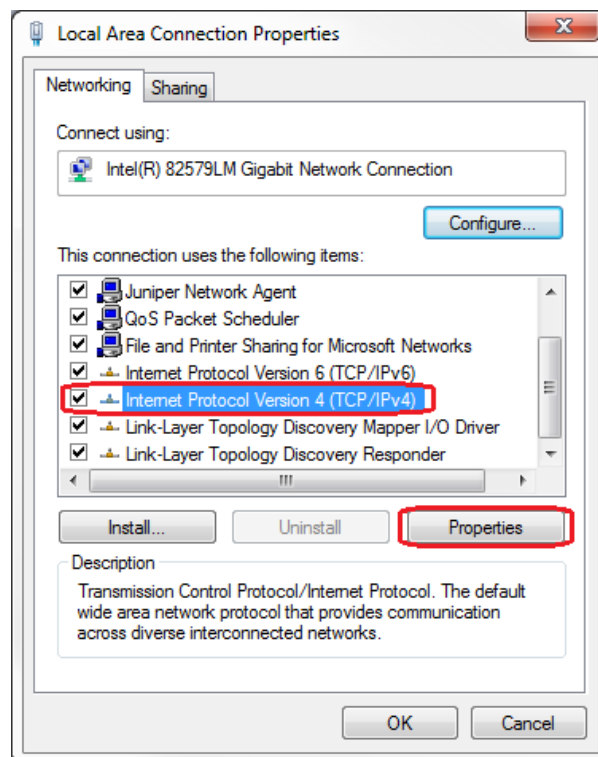 Local Area Connection Properties
Networking
Sharing
Connect using:
Intel(R) 82579LM Gigabit Network Connection
Configure...
This connection uses the following items:
Juniper Network Agent
QoS Packet Scheduler
File and Printer Sharing for Microsoft Networks
Internet Protocol Version 6 (TCP/IPv6)
Internet Protocol Version 4 (TCP/IPv4)
Link-Layer Topology Discovery Mapper I/O Driver
Link-Layer Topology Discovery Responder
Install...
Uninstall
Properties
Description
Transmission Control Protocol/Internet Protocol. The default
wide area network protocol that provides communication
across diverse interconnected networks.
OK
Cancel